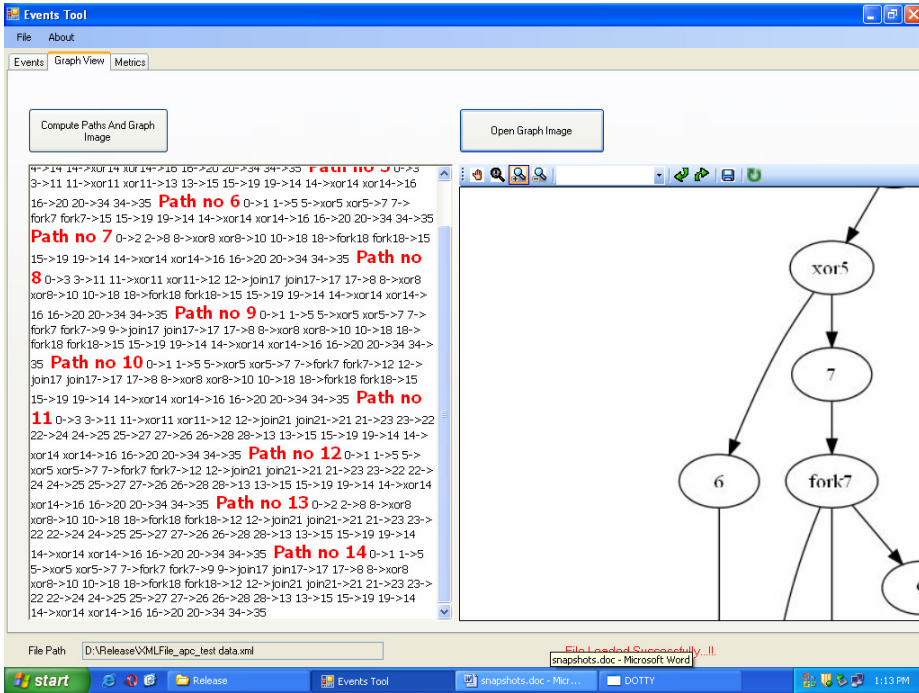 Events Tool
File About
Events Graph View Metrics
Compute Paths And Graph
Image
Open Graph Image
4->14 14->xor14 xor14->16 16->20 20->34 34->35 Path no 5 0->3
3->11 11->xor11 xor11->13 13->15 15->19 19->14 14->xor14 xor14->16
16->20 20->34 34->35 Path no 6 0->1 1->5 5->xor5 xor5->7 7->
fork7 fork7->15 15->19 19->14 14->xor14 xor14->16 16->20 20->34 34->35
Path no 7 0->2 2->8 8->xor8 xor8->10 10->18 18->fork18 fork18->15
15->19 19->14 14->xor14 xor14->16 16->20 20->34 34->35 Path no
8 0->3 3->11 11->xor11 xor11->12 12->join17 join17->17 17->8 8->xor8
xor8->10 10->18 18->fork18 fork18->15 15->19 19->14 14->xor14 xor14->
16 16->20 20->34 34->35 Path no 9 0->1 1->5 5->xor5 xor5->7 7->
fork7 fork7->9 9->join17 join17->17 17->8 8->xor8 xor8->10 10->18 18->
fork18 fork18->15 15->19 19->14 14->xor14 xor14->16 16->20 20->34 34->
35 Path no 10 0->1 1->5 5->xor5 xor5->7 7->fork7 fork7->12 12->
join17 join17->17 17->8 8->xor8 xor8->10 10->18 18->fork18 fork18->15
15->19 19->14 14->xor14 xor14->16 16->20 20->34 34->35 Path no
11 0->3 3->11 11->xor11 xor11->12 12->join21 join21->21 21->23 23->22
22->24 24->25 25->27 27->26 26->28 28->13 13->15 15->19 19->14 14->
xor14 xor14->16 16->20 20->34 34->35 Path no 12 0->1 1->5 5->
xor5 xor5->7 7->fork7 fork7->12 12->join21 join21->21 21->23 23->22 22->
24 24->25 25->27 27->26 26->28 28->13 13->15 15->19 19->14 14->xor14
xor14->16 16->20 20->34 34->35 Path no 13 0->2 2->8 8->xor8
xor8->10 10->18 18->fork18 fork18->12 12->join21 join21->21 21->23 23->
22 22->24 24->25 25->27 27->26 26->28 28->13 13->15 15->19 19->14
14->xor14 xor14->16 16->20 20->34 34->35 Path no 14 0->1 1->5
5->xor5 xor5->7 7->fork7 fork7->9 9->join17 join17->17 17->8 8->xor8
xor8->10 10->18 18->fork18 fork18->12 12->join21 join21->21 21->23 23->
22 22->24 24->25 25->27 27->26 26->28 28->13 13->15 15->19 19->14
14->xor14 xor14->16 16->20 20->34 34->35
xor5
7
6
fork7
File Path D:\Release\XMLFile_apc_test data.xml
File Loaded Successfully...!!.
snapshots.doc - Microsoft Word
start
Release
Events Tool
snapshots.doc - Micr...
DOTTY
1:13 PM